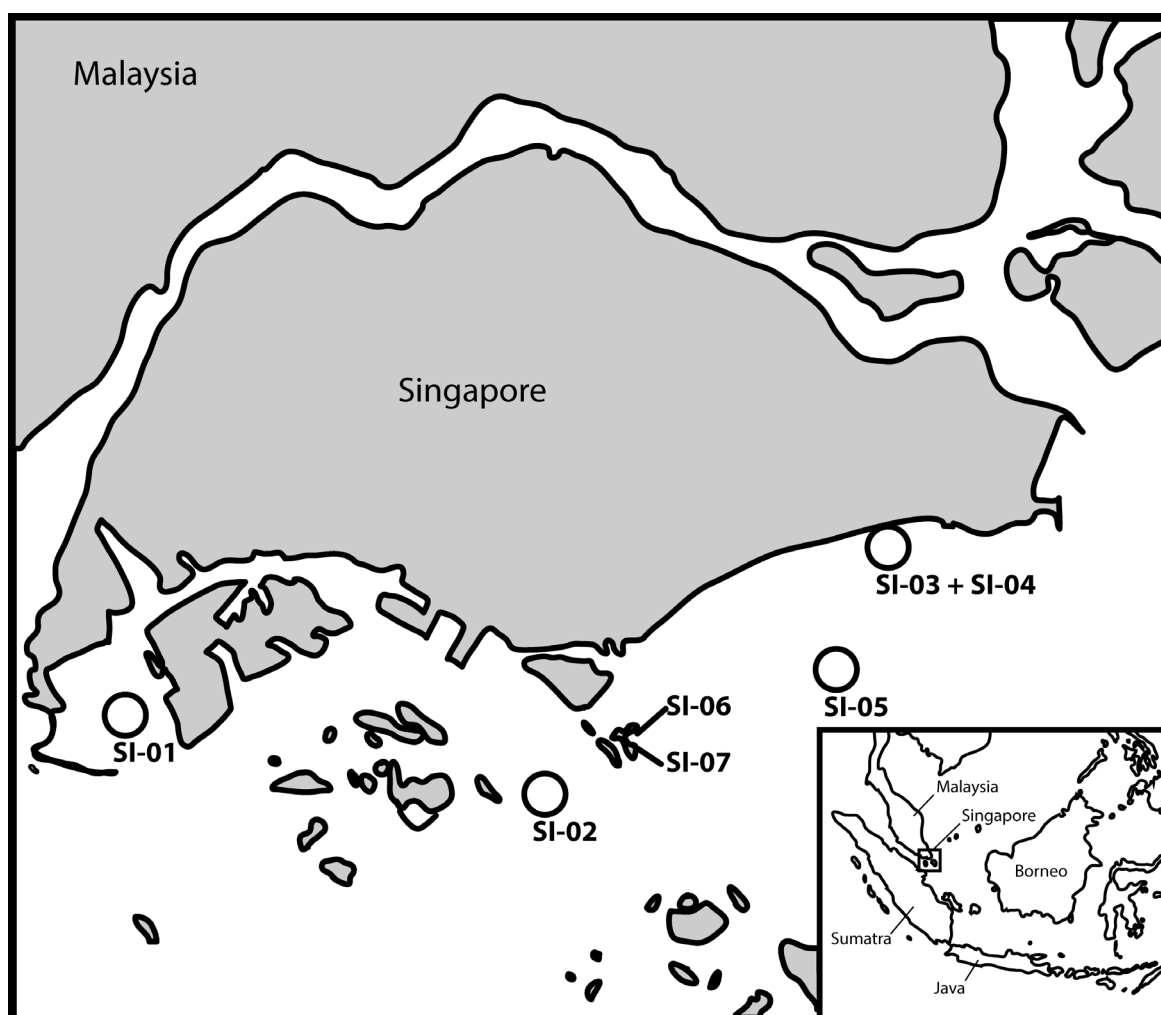 Malaysia
Singapore
SI-03 + SI-04
SI-05
SI-06
SI-07
SI-01
SI-02
Malaysia
Singapore
Borneo
Sumatra
Java